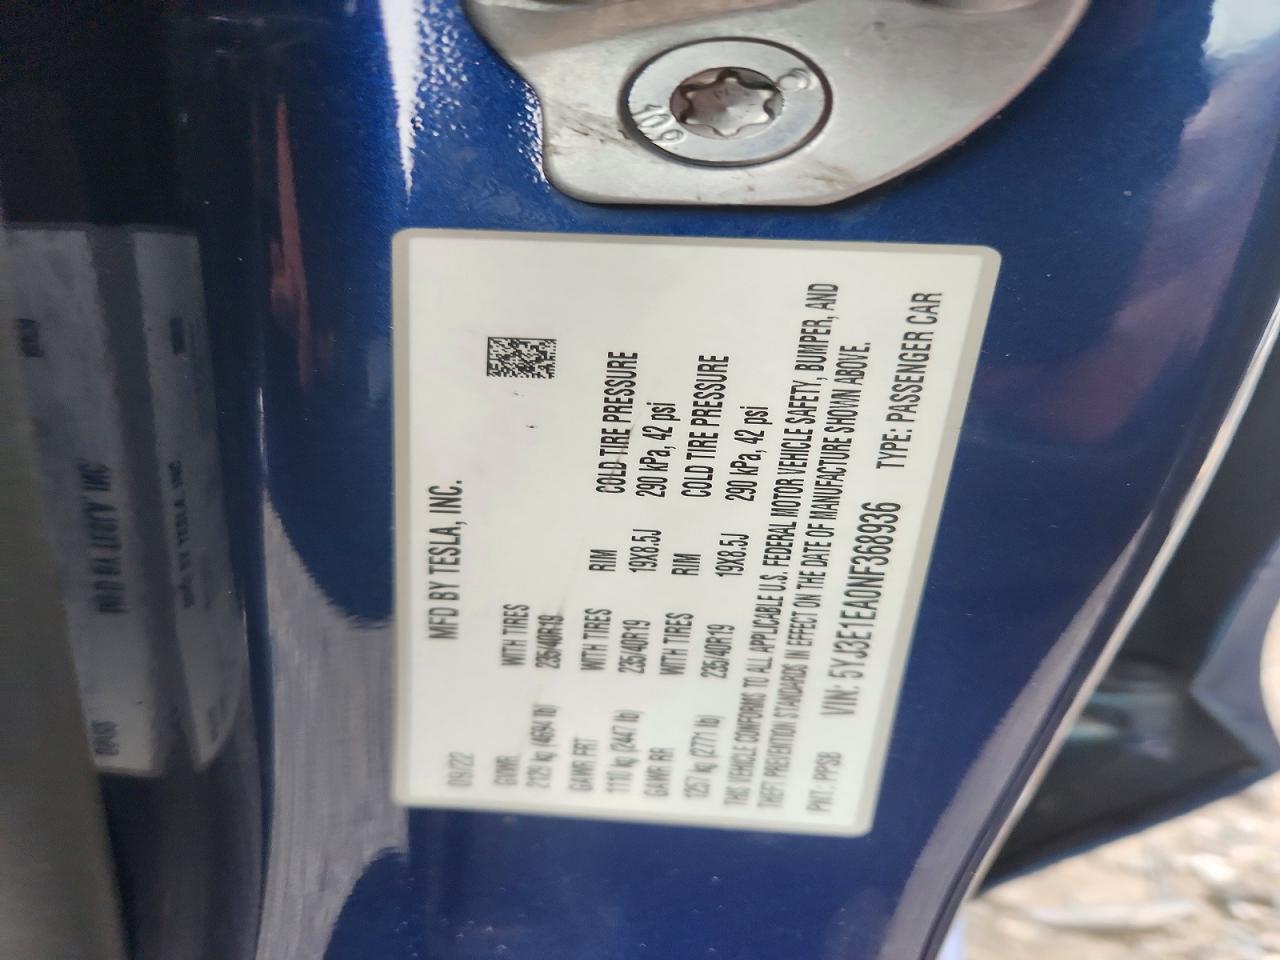 MFD BY TESLA, INC.
09/22
GVWR WITH TIRES
2129 kg (4694 lb) 235/40R19
GAWR FRT WITH TIRES RIM COLD TIRE PRESSURE
1110 kg (2447 lb) 235/40R19 19X8.5J 290 kPa, 42 psi
GAWR RR WITH TIRES RIM COLD TIRE PRESSURE
1257 kg (2771 lb) 235/40R19 19X8.5J 290 kPa, 42 psi
THIS VEHICLE CONFORMS TO ALL APPLICABLE U.S. FEDERAL MOTOR VEHICLE SAFETY, BUMPER, AND
THEFT PREVENTION STANDARDS IN EFFECT ON THE DATE OF MANUFACTURE SHOWN ABOVE.
PNT: PPSB VIN: 5YJ3E1EA0NF368936 TYPE: PASSENGER CAR
10.9